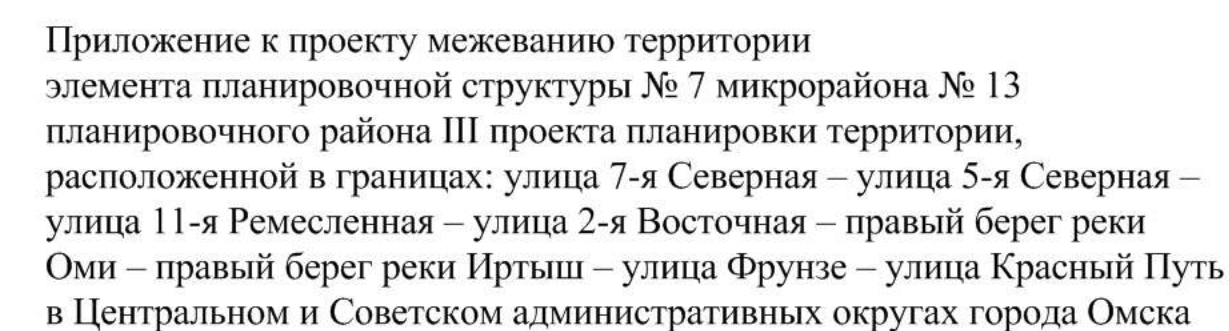 Приложение к проекту межеванию территории
элемента планировочной структуры № 7 микрорайона № 13
планировочного района III проекта планировки территории,
расположенной в границах: улица 7-я Северная – улица 5-я Северная –
улица 11-я Ремесленная – улица 2-я Восточная – правый берег реки
Оми – правый берег реки Иртыш – улица Фрунзе – улица Красный Путь
в Центральном и Советском административных округах города Омска